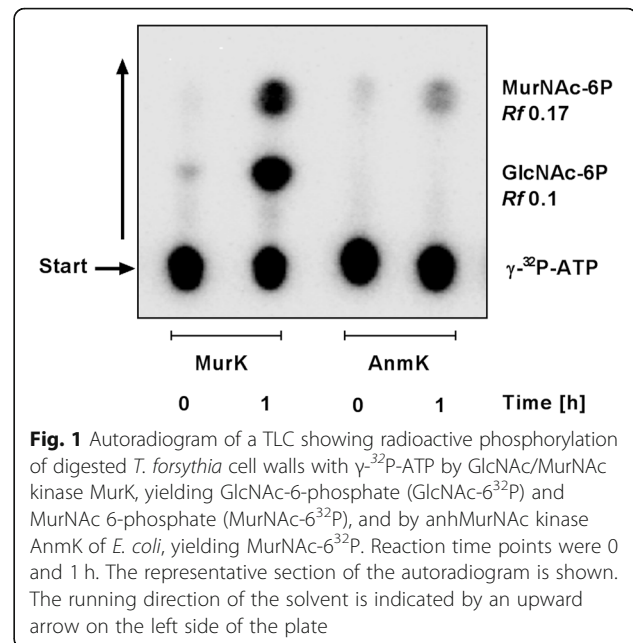 MurNAc-6P
Rf 0.17
GlcNAc-6P
Rf 0.1
Start
γ-³²P-ATP
MurK
AnmK
0
1
0
1
Time [h]
Fig. 1 Autoradiogram of a TLC showing radioactive phosphorylation
of digested T. forsythia cell walls with γ-³²P-ATP by GlcNAc/MurNAc
kinase MurK, yielding GlcNAc-6-phosphate (GlcNAc-6³²P) and
MurNAc 6-phosphate (MurNAc-6³²P), and by anhMurNAc kinase
AnmK of E. coli, yielding MurNAc-6³²P. Reaction time points were 0
and 1 h. The representative section of the autoradiogram is shown.
The running direction of the solvent is indicated by an upward
arrow on the left side of the plate